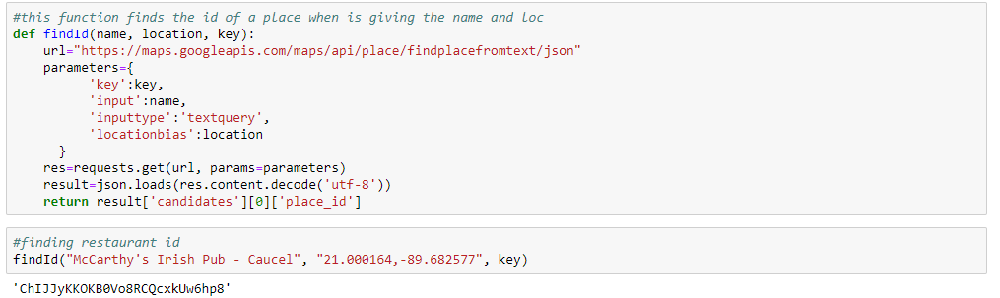 #this function finds the id of a place when is giving the name and loc
def findId(name, location, key):
    url="https://maps.googleapis.com/maps/api/place/findplacefromtext/json"
    parameters={
          'key':key,
          'input':name,
          'inputtype':'textquery',
          'locationbias':location
      }
    res=requests.get(url, params=parameters)
    result=json.loads(res.content.decode('utf-8'))
    return result['candidates'][0]['place_id']
#finding restaurant id
findId("McCarthy's Irish Pub - Caucel", "21.000164,-89.682577", key)
'ChIJJyKKOKB0Vo8RCQcxkUw6hp8'